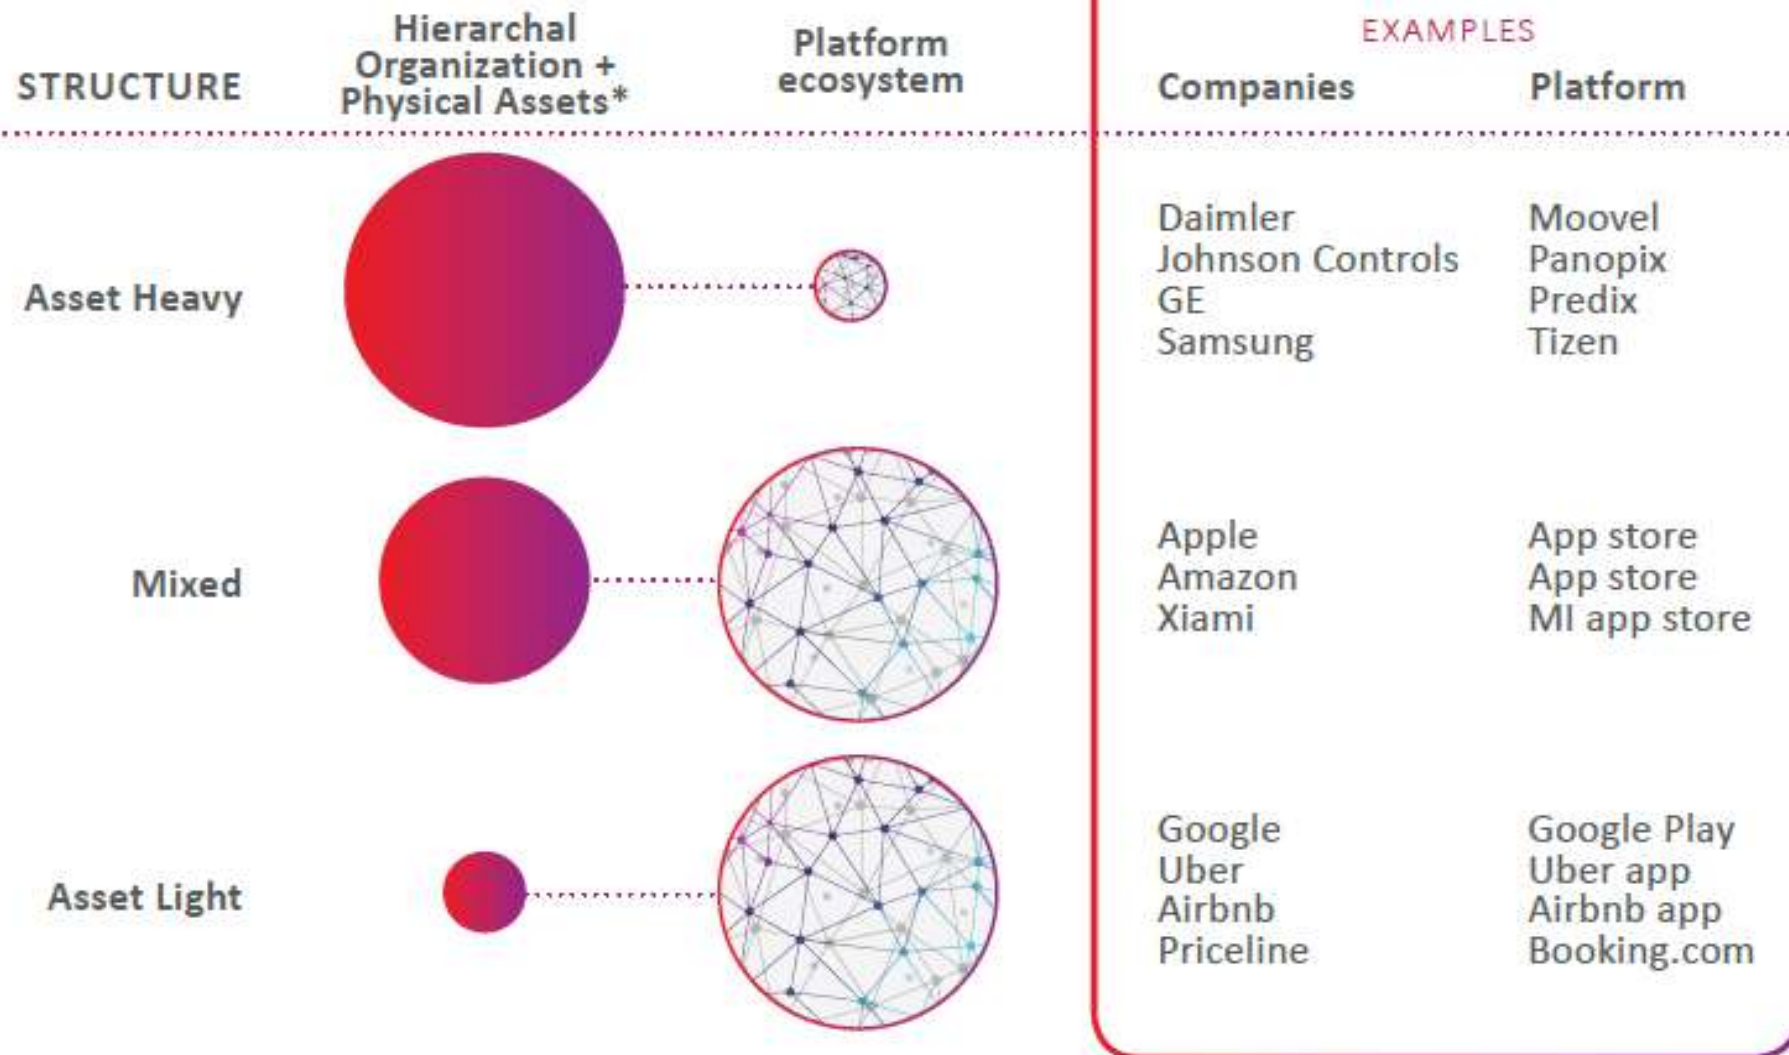 EXAMPLES
STRUCTURE
Hierarchal
Organization +
Physical Assets*
Platform
ecosystem
Companies
Platform
Asset Heavy
Daimler
Moovel
Johnson Controls
Panopix
GE
Predix
Samsung
Tizen
Mixed
Apple
App store
Amazon
App store
Xiami
MI app store
Asset Light
Google
Google Play
Uber
Uber app
Airbnb
Airbnb app
Priceline
Booking.com